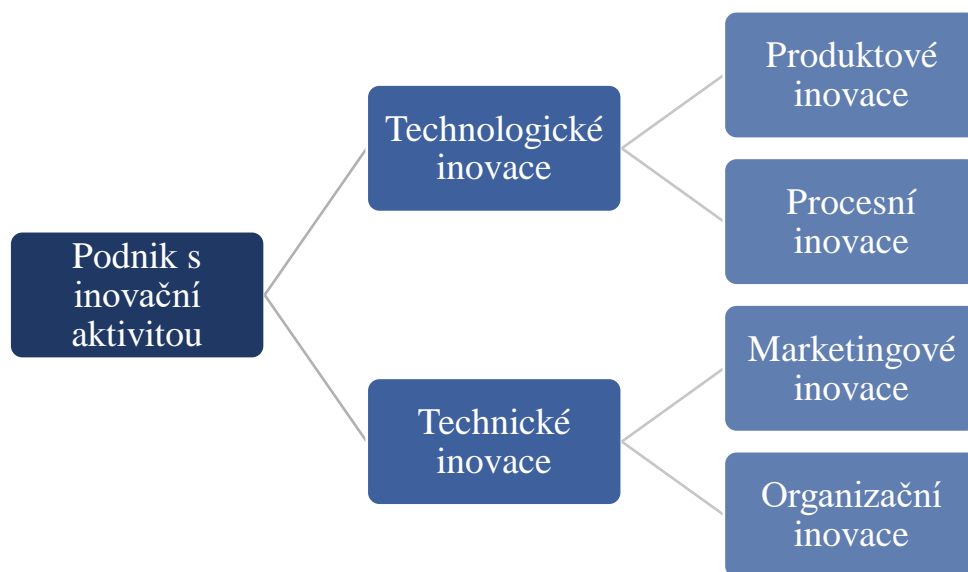 Podnik s
inovační
aktivitou
Technologické
inovace
Produktové
inovace
Procesní
inovace
Technické
inovace
Marketingové
inovace
Organizační
inovace